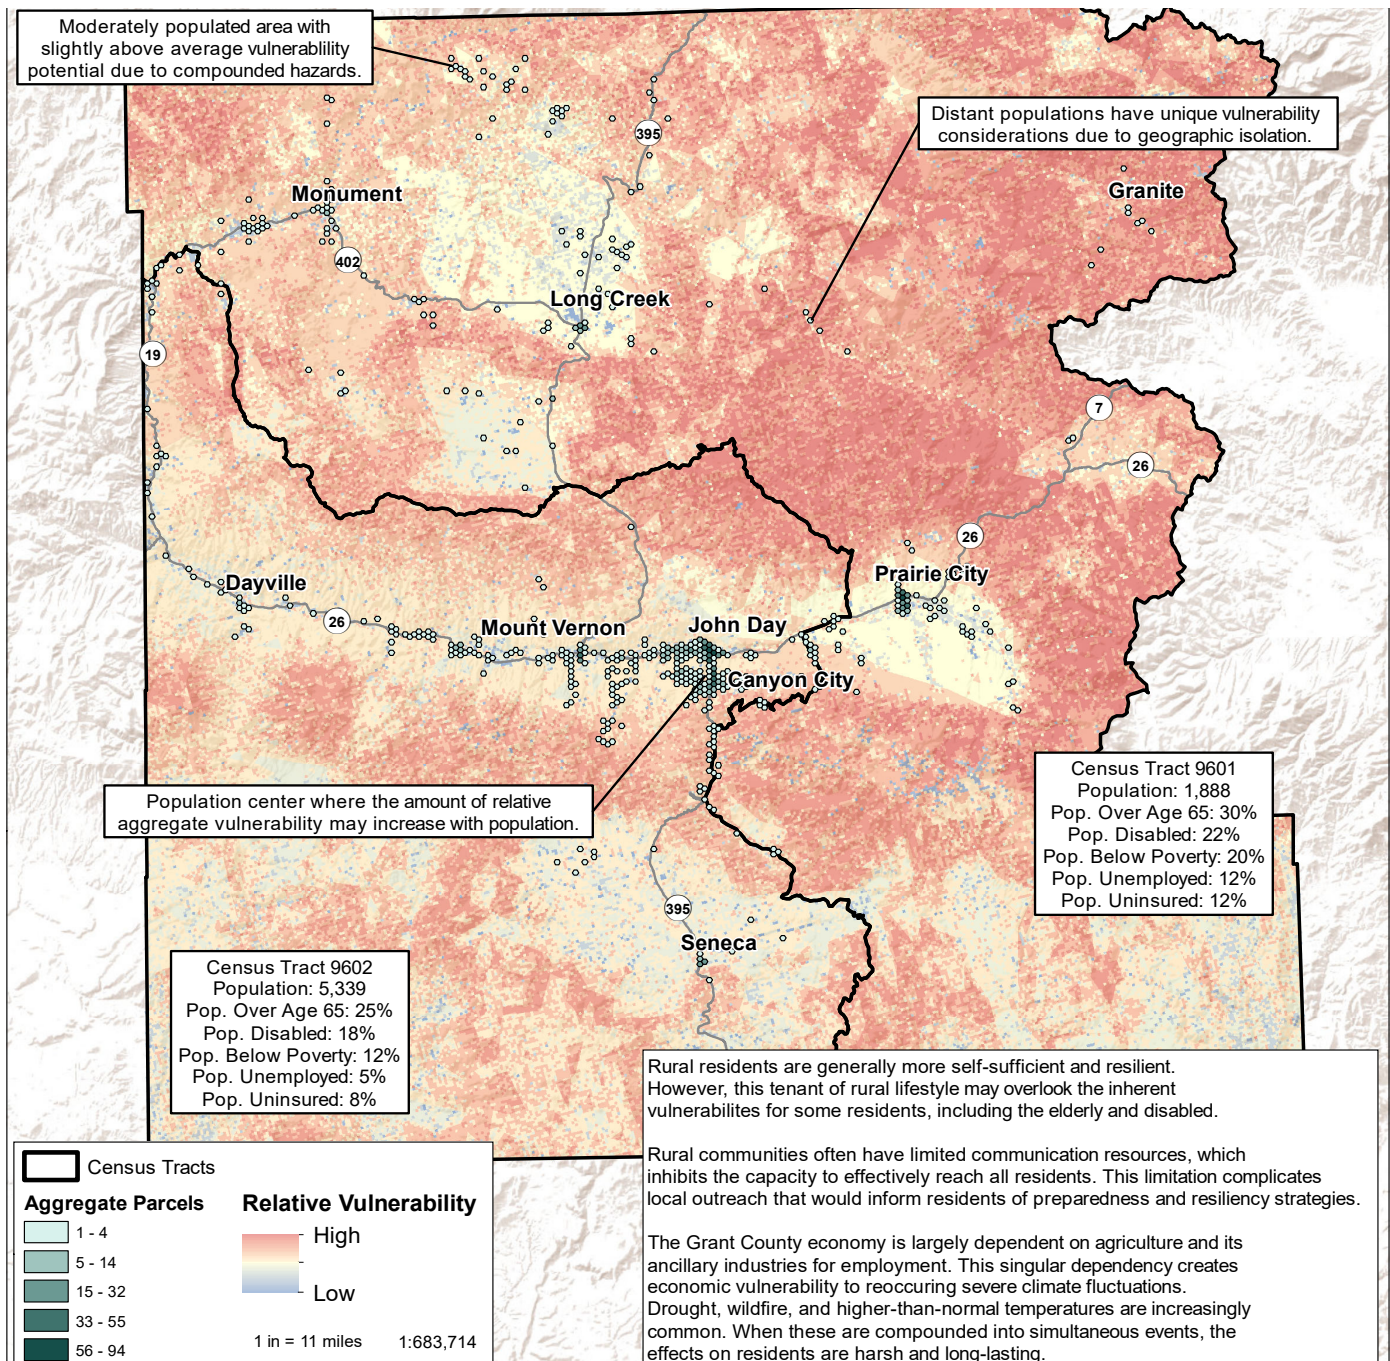 Moderately populated area with
slightly above average vulnerablility
potential due to compounded hazards.
Distant populations have unique vulnerability
considerations due to geographic isolation.
395
Granite
Monument
402
Long Creek
19
7
26
26
Prairie City
Dayville
26
Mount Vernon
John Day
Canyon City
Population center where the amount of relative
aggregate vulnerability may increase with population.
Census Tract 9601
Population: 1,888
Pop. Over Age 65: 30%
Pop. Disabled: 22%
Pop. Below Poverty: 20%
Pop. Unemployed: 12%
Pop. Uninsured: 12%
395
Seneca
Census Tract 9602
Population: 5,339
Pop. Over Age 65: 25%
Pop. Disabled: 18%
Pop. Below Poverty: 12%
Pop. Unemployed: 5%
Pop. Uninsured: 8%
Rural residents are generally more self-sufficient and resilient.
However, this tenant of rural lifestyle may overlook the inherent
vulnerabilites for some residents, including the elderly and disabled.
Rural communities often have limited communication resources, which
inhibits the capacity to effectively reach all residents. This limitation complicates
local outreach that would inform residents of preparedness and resiliency strategies.
The Grant County economy is largely dependent on agriculture and its
ancillary industries for employment. This singular dependency creates
economic vulnerability to reoccuring severe climate fluctuations.
Drought, wildfire, and higher-than-normal temperatures are increasingly
common. When these are compounded into simultaneous events, the
effects on residents are harsh and long-lasting.
Census Tracts
Aggregate Parcels
1 - 4
5 - 14
15 - 32
33 - 55
56 - 94
Relative Vulnerability
High
Low
1 in = 11 miles 1:683,714